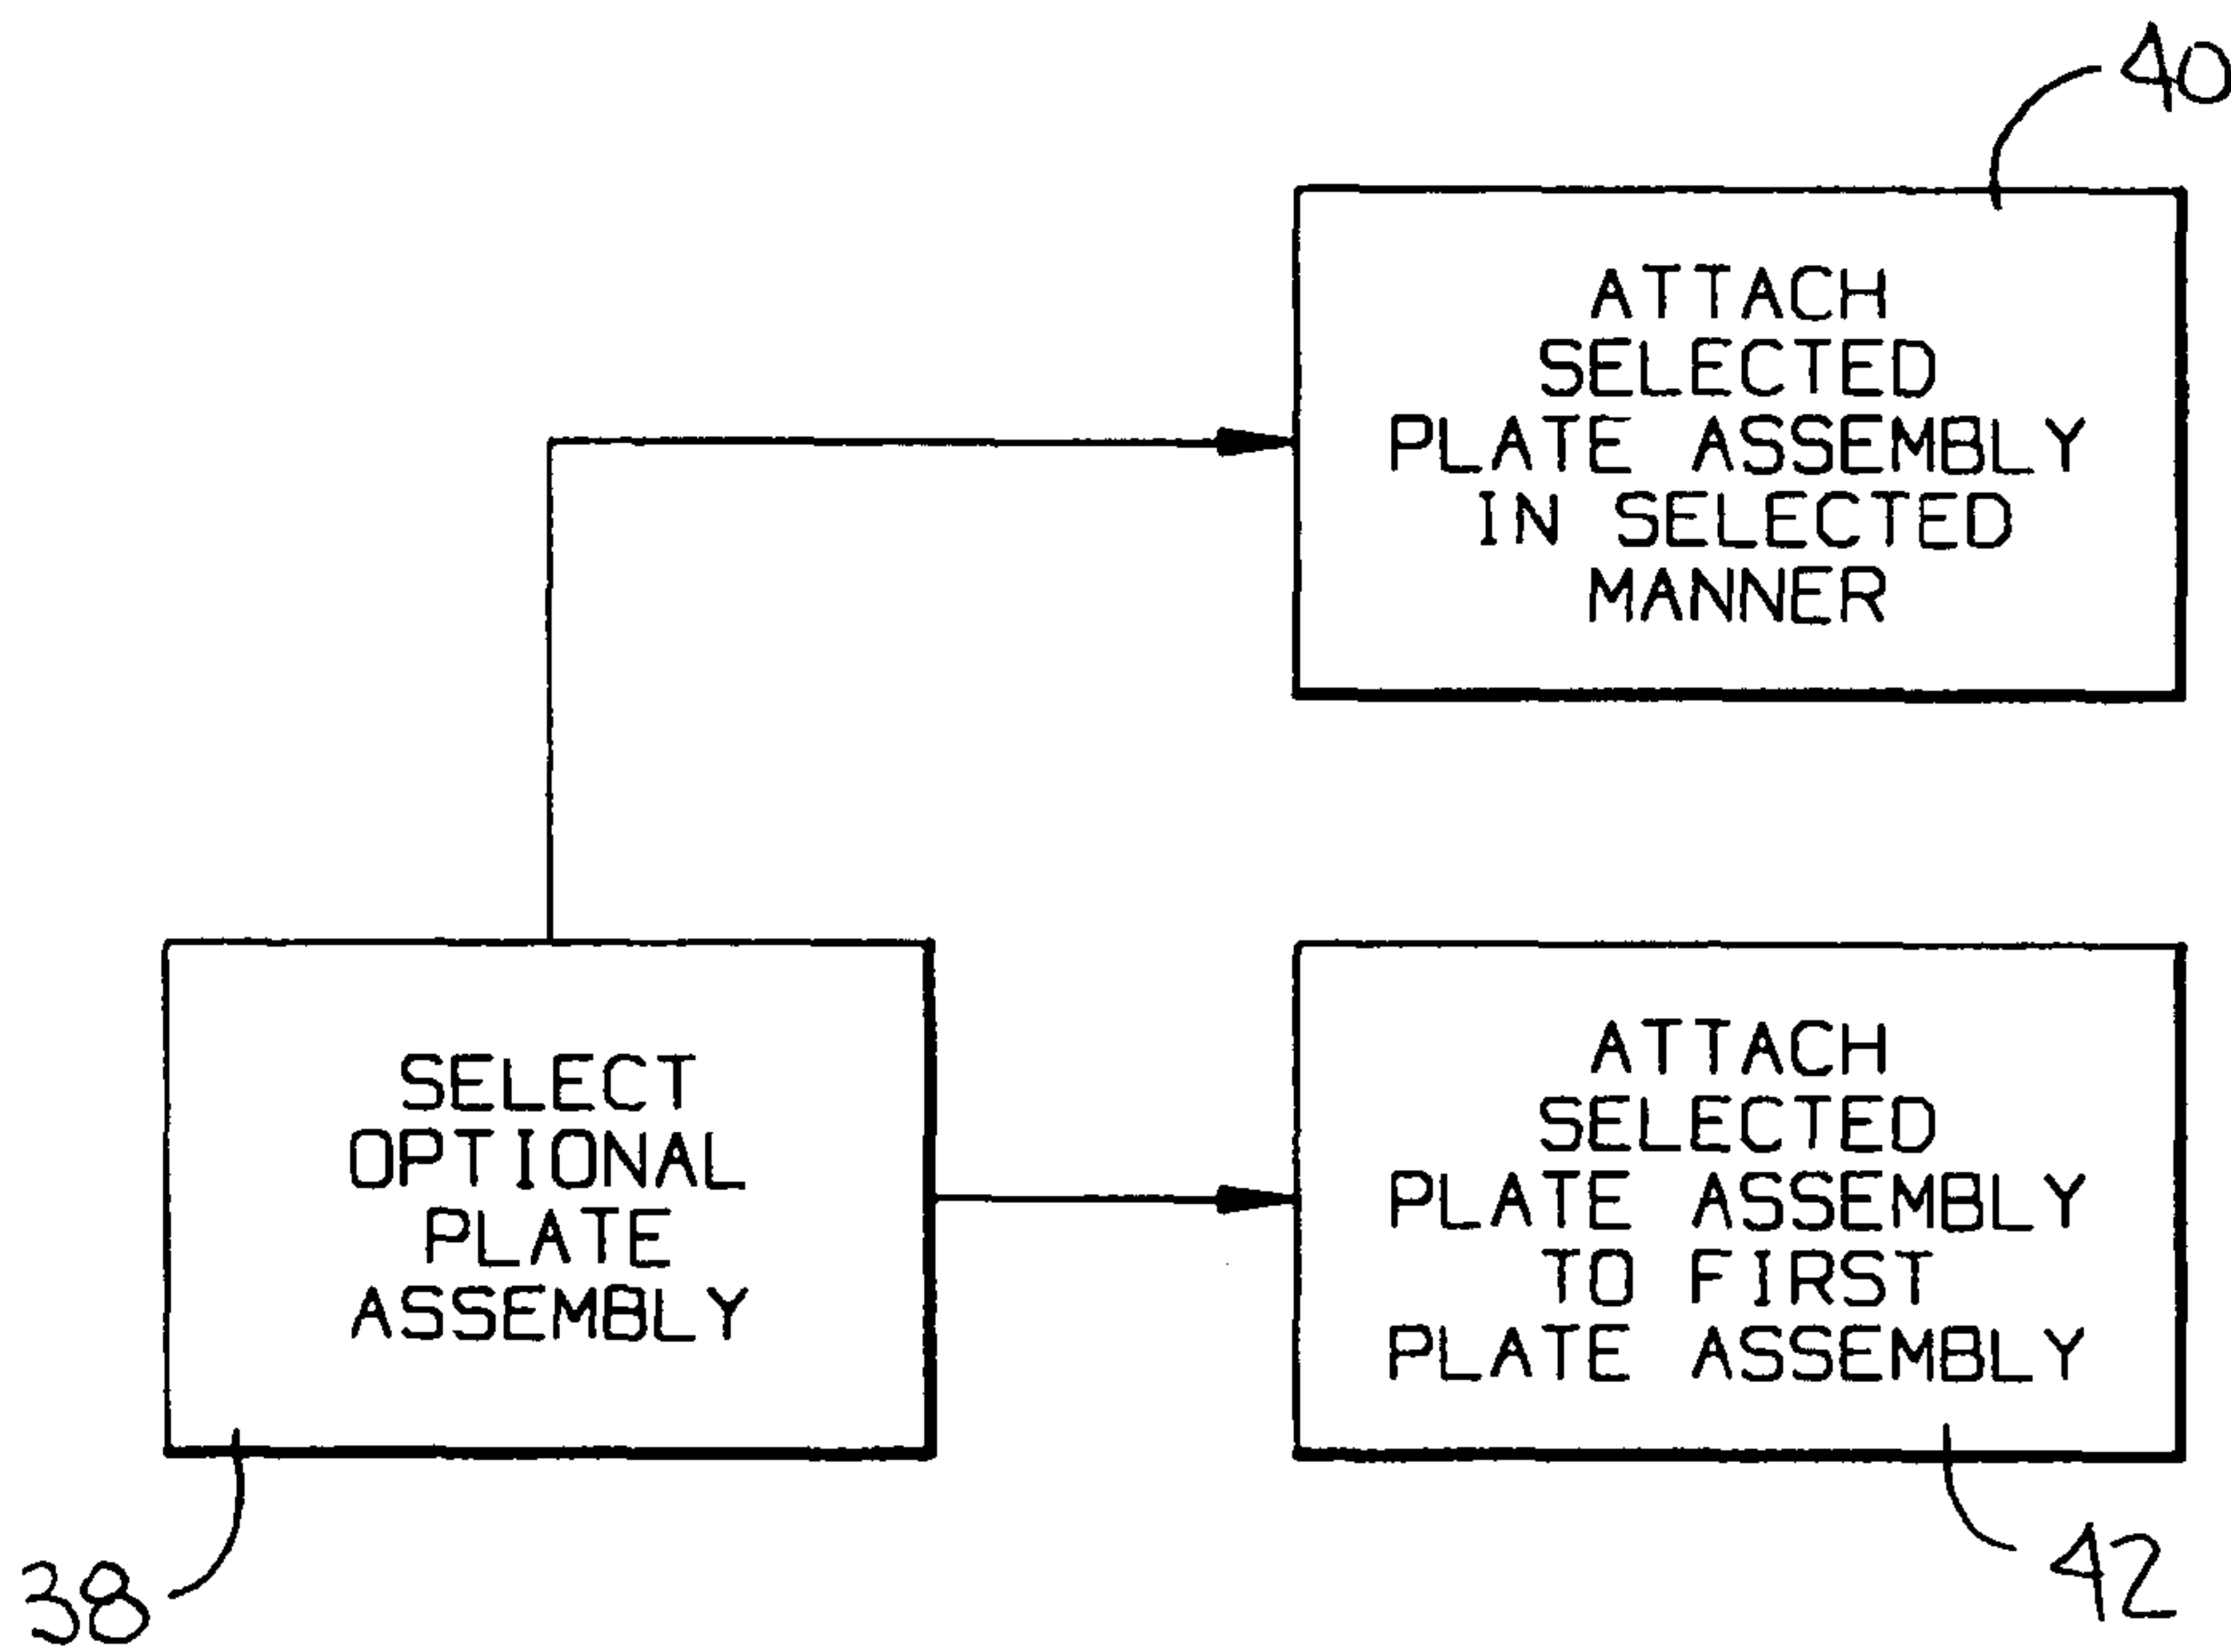 40
ATTACH
SELECTED
PLATE ASSEMBLY
IN SELECTED
MANNER
SELECT
OPTIONAL
PLATE
ASSEMBLY
ATTACH
SELECTED
PLATE ASSEMBLY
TO FIRST
PLATE ASSEMBLY
38
42